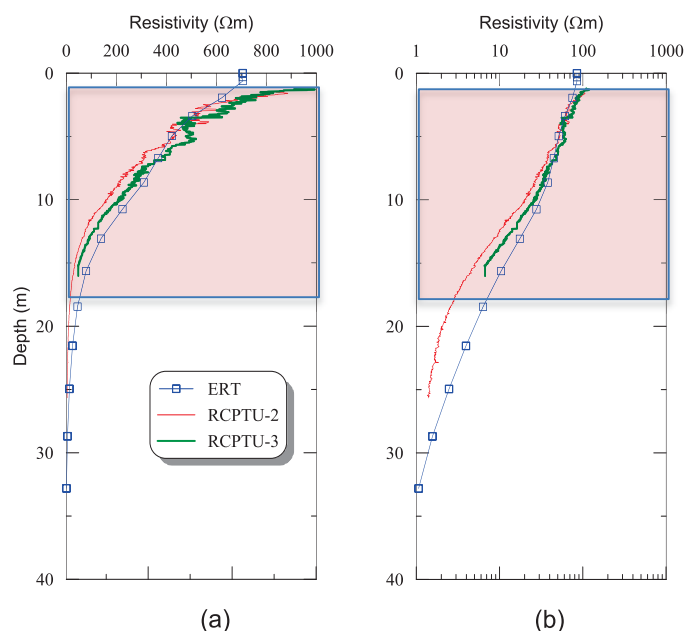 Resistivity (Ωm)
0 200 400 600 800 1000
Resistivity (Ωm)
1 10 100 1000
Depth (m)
0
10
20
30
40
0
10
20
30
40
ERT
RCPTU-2
RCPTU-3
(a)
(b)